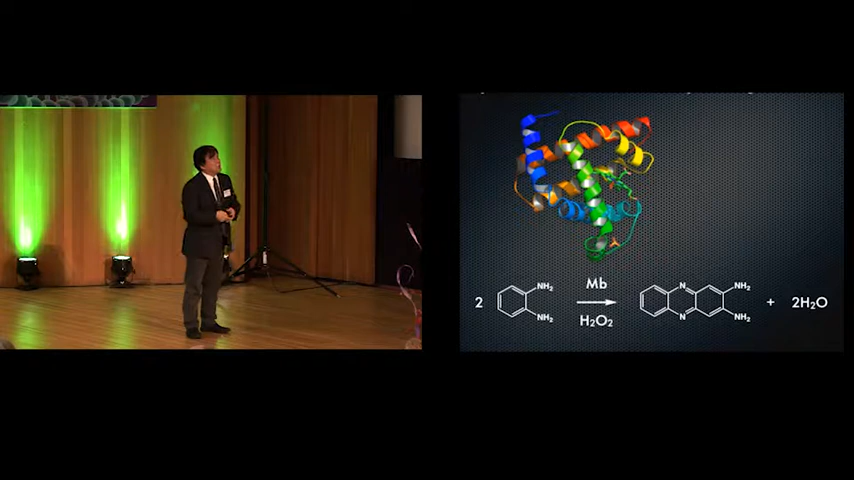 Mb
2 NH₂ NH₂ H₂O₂ N N NH₂ NH₂ + 2H₂O